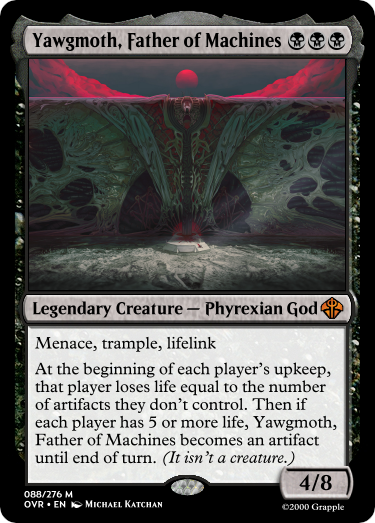 Yawgmoth, Father of Machines
Legendary Creature — Phyrexian God
Menace, trample, lifelink
At the beginning of each player's upkeep,
that player loses life equal to the number
of artifacts they don't control. Then if
each player has 5 or more life, Yawgmoth,
Father of Machines becomes an artifact
until end of turn. (It isn't a creature.)
4/8
088/276 M
OVR • EN Michael Katchan
©2000 Grapple